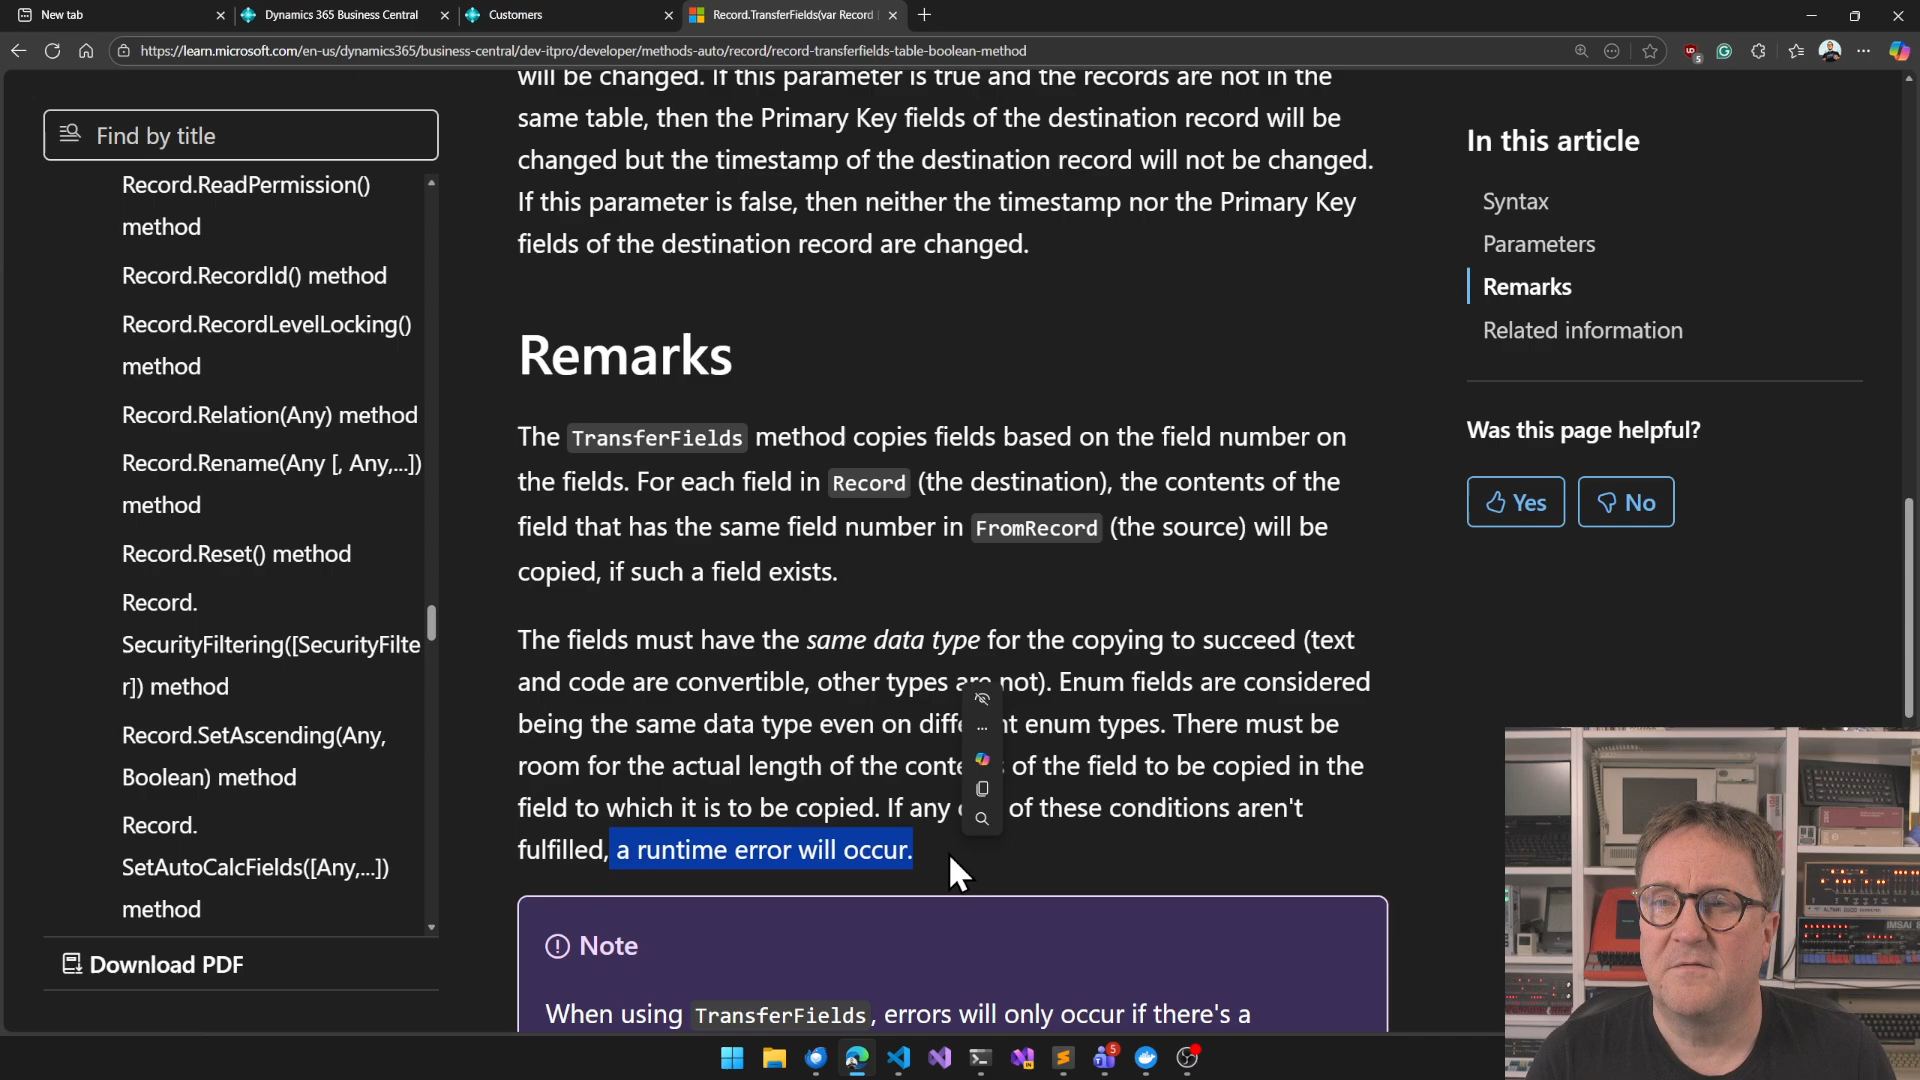 New tab
Dynamics 365 Business Central
Customers
Record.TransferFields(var Record
https://learn.microsoft.com/en-us/dynamics365/business-central/dev-itpro/developer/methods-auto/record/record-transferfields-table-boolean-method
5
Find by title
Record.ReadPermission()
method
Record.RecordId() method
Record.RecordLevelLocking()
method
Record.Relation(Any) method
Record.Rename(Any [, Any,...])
method
Record.Reset() method
Record.
SecurityFiltering([SecurityFilte
r]) method
Record.SetAscending(Any,
Boolean) method
Record.
SetAutoCalcFields([Any,...])
method
Download PDF
will be changed. If this parameter is true and the records are not in the
same table, then the Primary Key fields of the destination record will be
changed but the timestamp of the destination record will not be changed.
If this parameter is false, then neither the timestamp nor the Primary Key
fields of the destination record are changed.
Remarks
The TransferFields method copies fields based on the field number on
the fields. For each field in Record (the destination), the contents of the
field that has the same field number in FromRecord (the source) will be
copied, if such a field exists.
The fields must have the same data type for the copying to succeed (text
and code are convertible, other types are not). Enum fields are considered
being the same data type even on diffe nt enum types. There must be
room for the actual length of the conte of the field to be copied in the
field to which it is to be copied. If any of these conditions aren't
fulfilled, a runtime error will occur.
Note
When using TransferFields, errors will only occur if there's a
In this article
Syntax
Parameters
Remarks
Related information
Was this page helpful?
Yes
No
5
IMSAI 8